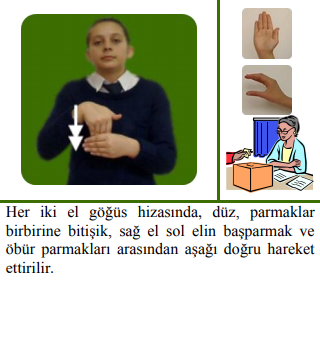 Her iki el göğüs hizasında, düz, parmaklar
birbirine bitişik, sağ el sol elin başparmak ve
öbür parmakları arasından aşağı doğru hareket
ettirilir.